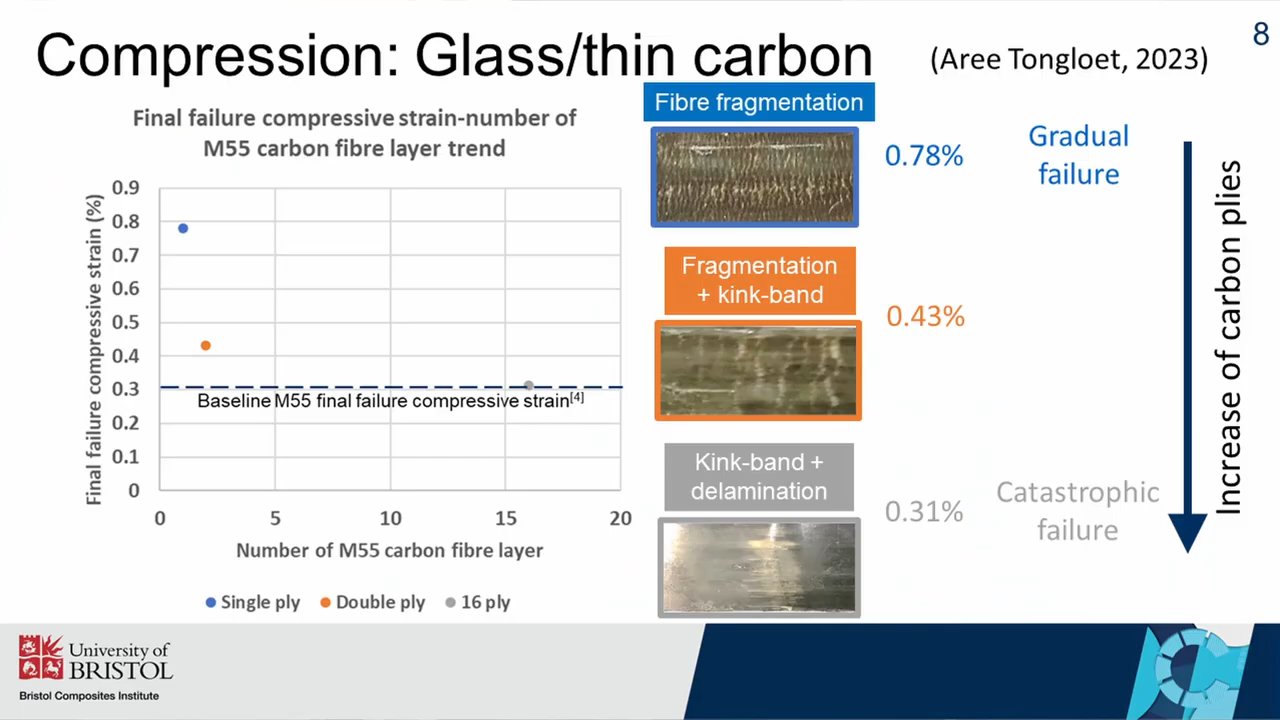 8
Compression: Glass/thin carbon
(Aree Tongloet, 2023)
Final failure compressive strain-number of
M55 carbon fibre layer trend
Final failure compressive strain (%)
0.9
0.8
0.7
0.6
0.5
0.4
0.3
0.2
0.1
0
Baseline M55 final failure compressive strain[4]
0
5
10
15
20
Number of M55 carbon fibre layer
Single ply
Double ply
16 ply
Fibre fragmentation
0.78%
Gradual
failure
Fragmentation
+ kink-band
0.43%
Kink-band +
delamination
0.31%
Catastrophic
failure
Increase of carbon plies
University of
BRISTOL
Bristol Composites Institute